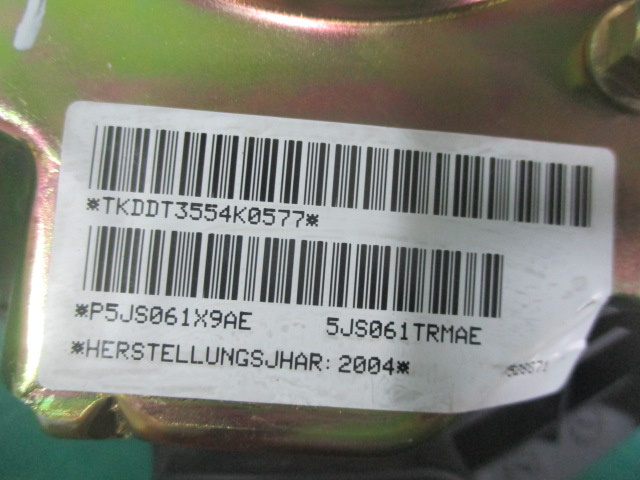 *TKDDT3554K0577*
*P5JS061X9AE 5JS061TRMAE
*HERSTELLUNGSJHAR: 2004*